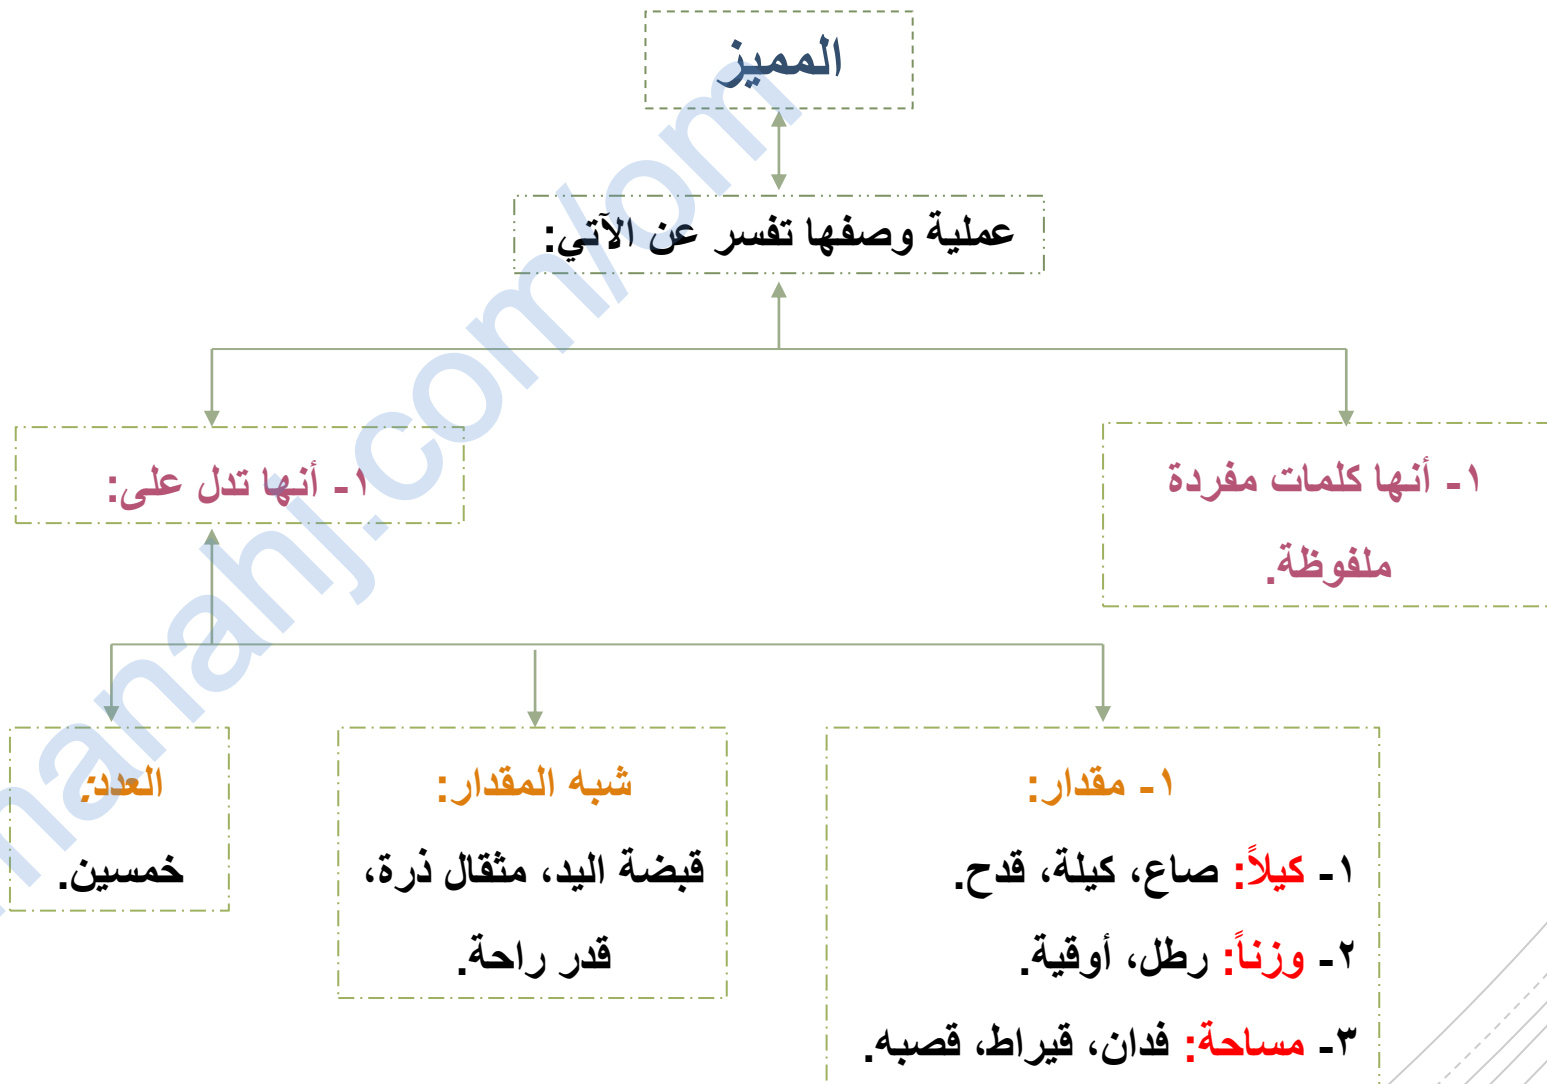 المميز
عملية وصفها تفسر عن الآتي:
١- أنها كلمات مفردة
ملفوظة.
١- أنها تدل على:
١- مقدار:
١- كيلاً: صاع، كيلة، قدح.
٢- وزناً: رطل، أوقية.
٣- مساحة: فدان، قيراط، قصبه.
شبه المقدار:
قبضة اليد، مثقال ذرة،
قدر راحة.
العدد:
خمسين.
manahj.com/om